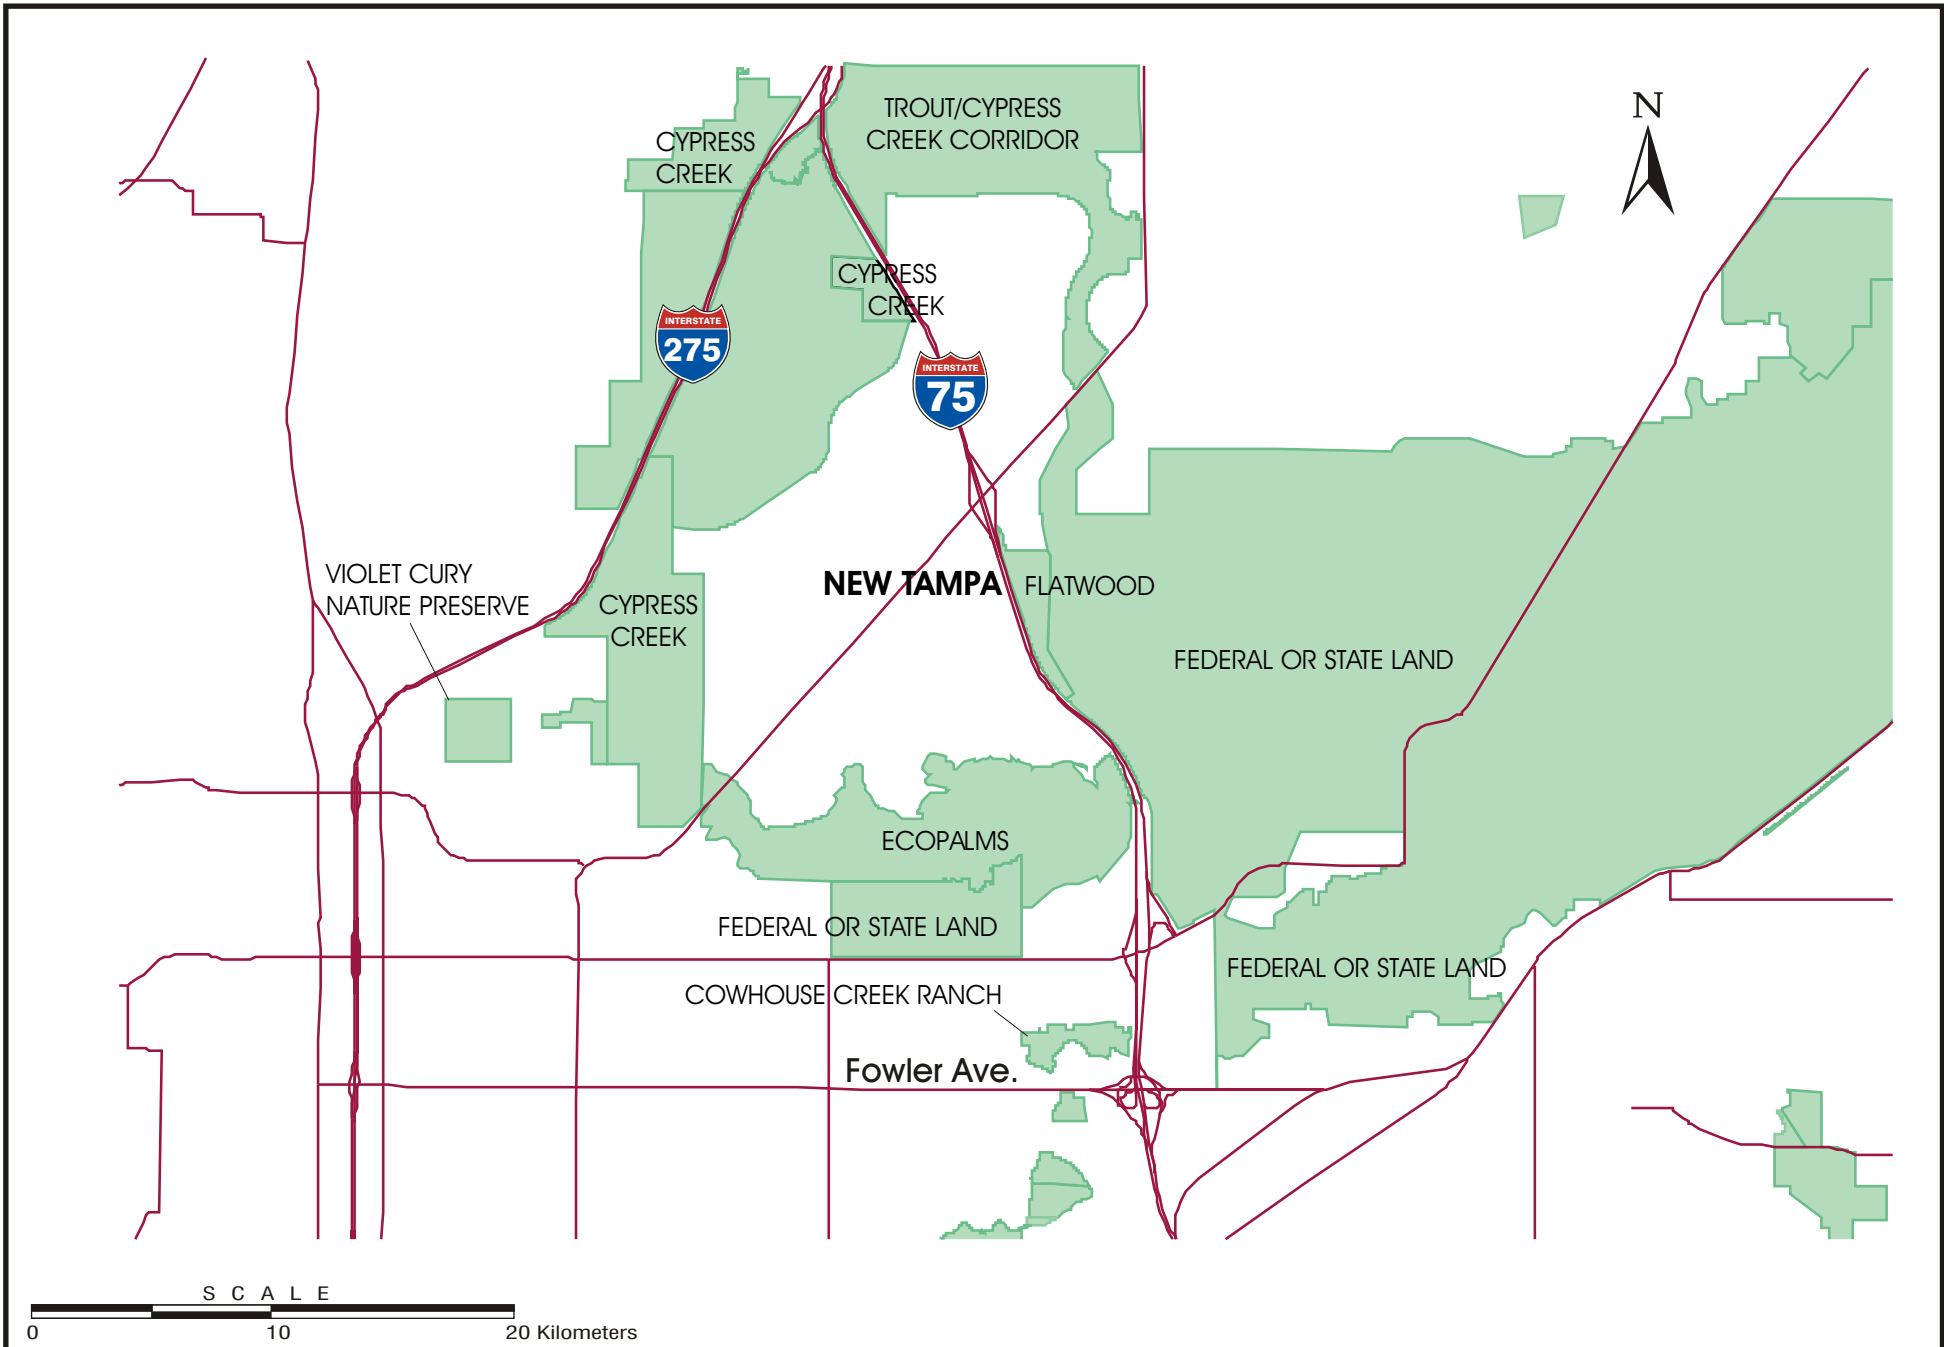 TROUT/CYPRESS
CREEK CORRIDOR
N
CYPRESS
CREEK
CYPRESS
CREEK
INTERSTATE
275
INTERSTATE
75
VIOLET CURY
NATURE PRESERVE
CYPRESS
CREEK
NEW TAMPA
FLATWOOD
FEDERAL OR STATE LAND
ECOPALMS
FEDERAL OR STATE LAND
FEDERAL OR STATE LAND
COWHOUSE CREEK RANCH
Fowler Ave.
SCALE
0 10 20 Kilometers